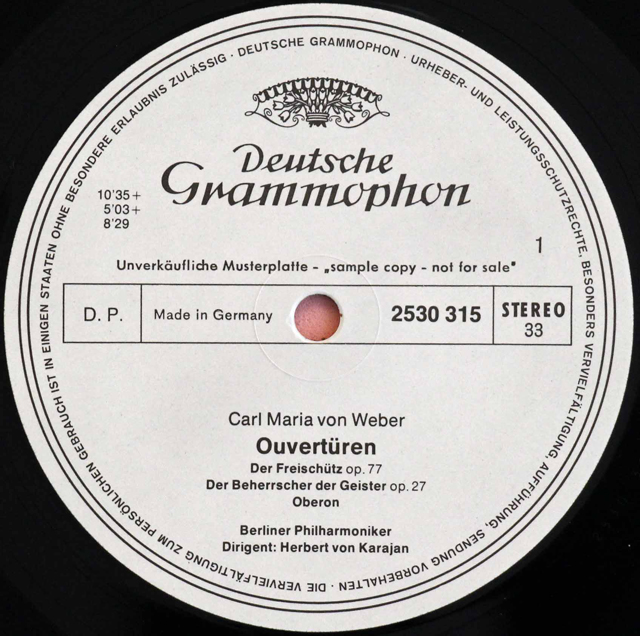 Deutsche
Grammophon
10'35+
5'03+
8'29
1
Unverkäufliche Musterplatte - „sample copy - not for sale"
D. P.
Made in Germany
2530 315
STEREO
33
Carl Maria von Weber
Ouvertüren
Der Freischütz op. 77
Der Beherrscher der Geister op. 27
Oberon
Berliner Philharmoniker
Dirigent: Herbert von Karajan
DEUTSCHE GRAMMOPHON · URHEBER- UND LEISTUNGSSCHUTZRECHTE, BESONDERS VERVIELFÄLTIGUNG, AUFFÜHRUNG, SENDUNG VORBEHALTEN · DIE VERVIELFÄLTIGUNG ZUM PERSÖNLICHEN GEBRAUCH IST IN EINIGEN STAATEN OHNE BESONDERE ERLAUBNIS ZULÄSSIG ·